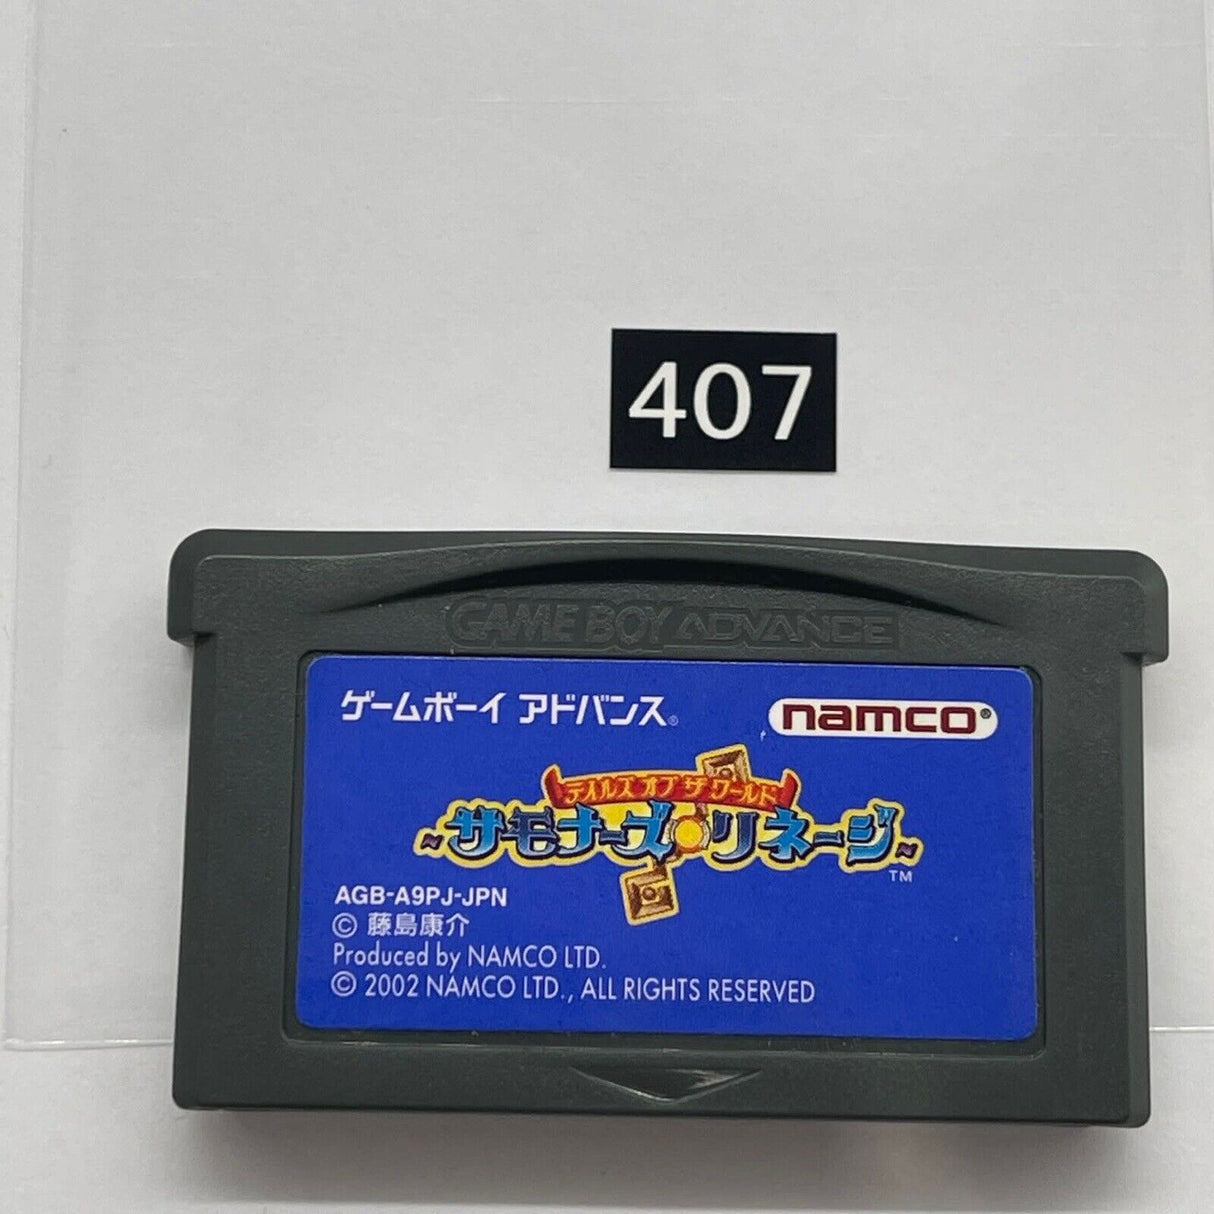 407
GAME BOY ADVANCE
ゲームボーイ アドバンス®
namco®
テイルズ オブ ザ ワールド
~サモナーズ・リネージ~
TM
AGB-A9PJ-JPN
© 藤島康介
Produced by NAMCO LTD.
© 2002 NAMCO LTD., ALL RIGHTS RESERVED